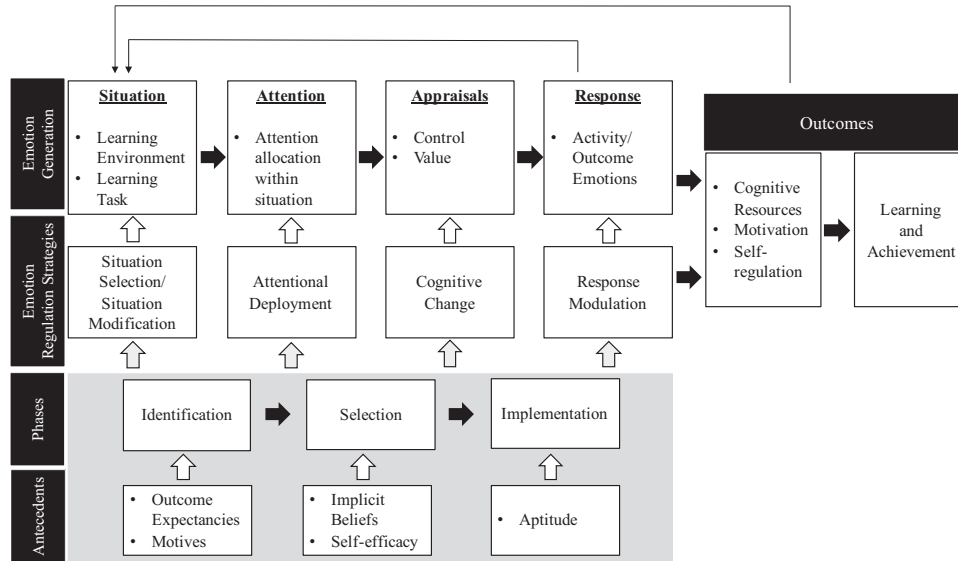 Emotion
Generation
Situation
• Learning
Environment
• Learning
Task
Attention
• Attention
allocation
within
situation
Appraisals
• Control
• Value
Response
• Activity/
Outcome
Emotions
Outcomes
• Cognitive
Resources
• Motivation
• Self-
regulation
Learning
and
Achievement
Emotion
Regulation Strategies
Situation
Selection/
Situation
Modification
Attentional
Deployment
Cognitive
Change
Response
Modulation
Phases
Identification
Selection
Implementation
Antecedents
• Outcome
Expectancies
• Motives
• Implicit
Beliefs
• Self-efficacy
• Aptitude